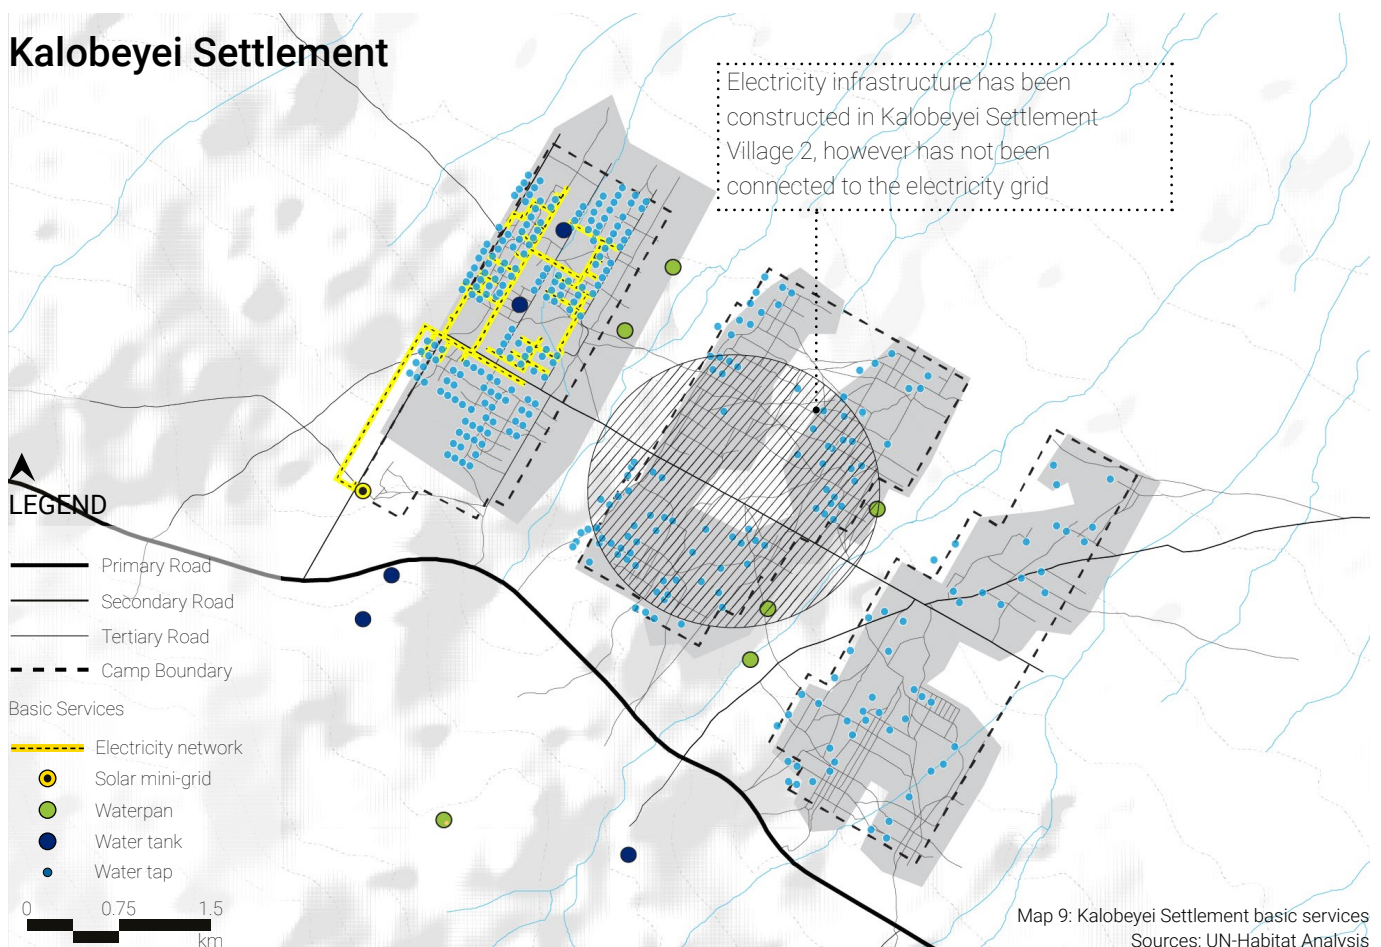 Kalobeyei Settlement
Electricity infrastructure has been
constructed in Kalobeyei Settlement
Village 2, however has not been
connected to the electricity grid
LEGEND
Primary Road
Secondary Road
Tertiary Road
Camp Boundary
Basic Services
Electricity network
Solar mini-grid
Waterpan
Water tank
Water tap
0 0.75 1.5
km
Map 9: Kalobeyei Settlement basic services
Sources: UN-Habitat Analysis